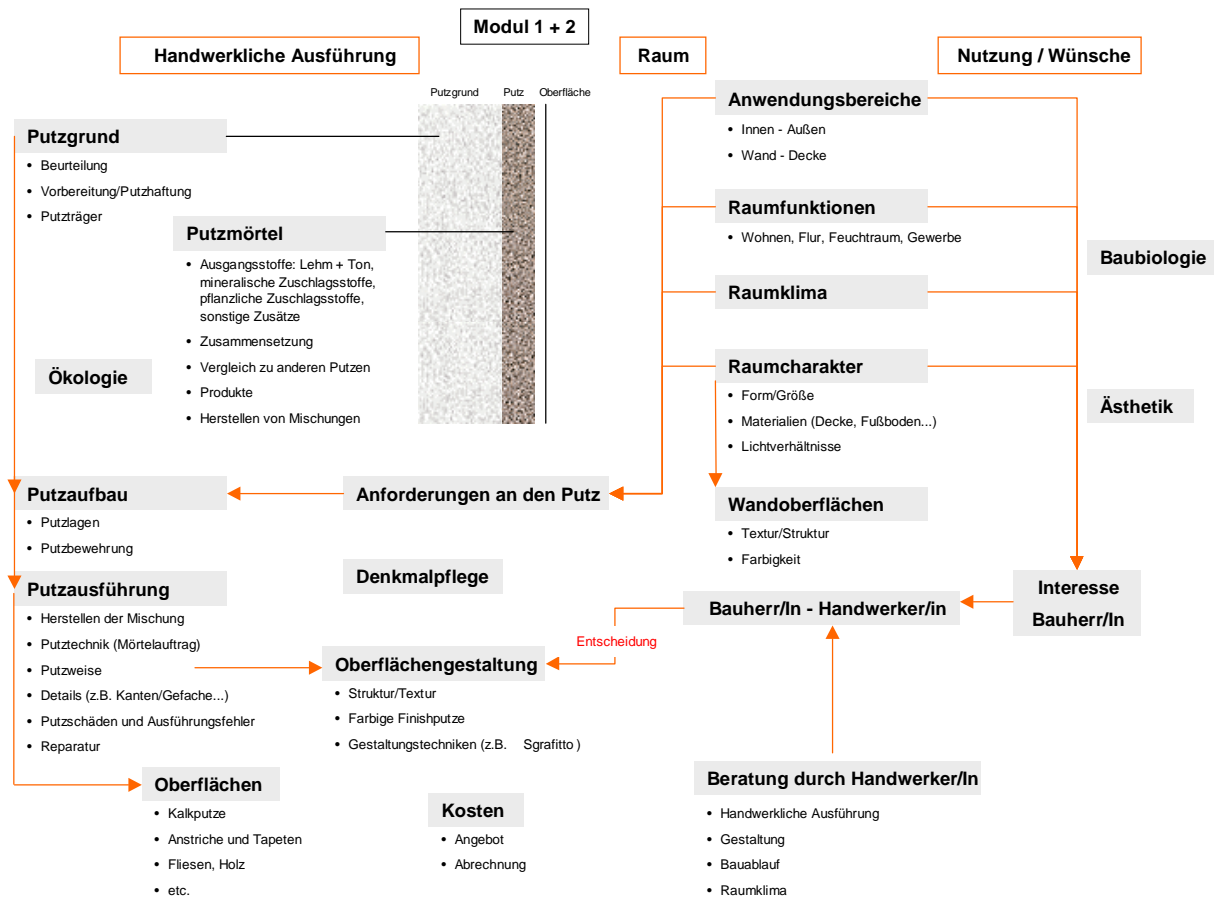 Modul 1 + 2
Handwerkliche Ausführung
Raum
Nutzung / Wünsche
Putzgrund
Putz
Oberfläche
Putzgrund
• Beurteilung
• Vorbereitung/Putzhaftung
• Putzträger
Putzmörtel
• Ausgangsstoffe: Lehm + Ton,
mineralische Zuschlagsstoffe,
pflanzliche Zuschlagsstoffe,
sonstige Zusätze
• Zusammensetzung
• Vergleich zu anderen Putzen
• Produkte
• Herstellen von Mischungen
Ökologie
Anwendungsbereiche
• Innen - Außen
• Wand - Decke
Raumfunktionen
• Wohnen, Flur, Feuchtraum, Gewerbe
Raumklima
Raumcharakter
• Form/Größe
• Materialien (Decke, Fußboden...)
• Lichtverhältnisse
Baubiologie
Ästhetik
Putzaufbau
• Putzlagen
• Putzbewehrung
Anforderungen an den Putz
Wandoberflächen
• Textur/Struktur
• Farbigkeit
Denkmalpflege
Putzausführung
• Herstellen der Mischung
• Putztechnik (Mörtelauftrag)
• Putzweise
• Details (z.B. Kanten/Gefache...)
• Putzschäden und Ausführungsfehler
• Reparatur
Interesse
Bauherr/In
Bauherr/In - Handwerker/in
Entscheidung
Oberflächengestaltung
• Struktur/Textur
• Farbige Finishputze
• Gestaltungstechniken (z.B. Sgrafitto )
Oberflächen
• Kalkputze
• Anstriche und Tapeten
• Fliesen, Holz
• etc.
Kosten
• Angebot
• Abrechnung
Beratung durch Handwerker/In
• Handwerkliche Ausführung
• Gestaltung
• Bauablauf
• Raumklima